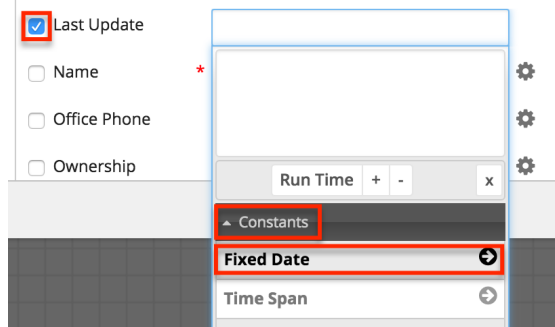 Last Update
Name *
Office Phone
Ownership
Run Time + - x
Constants
Fixed Date
Time Span